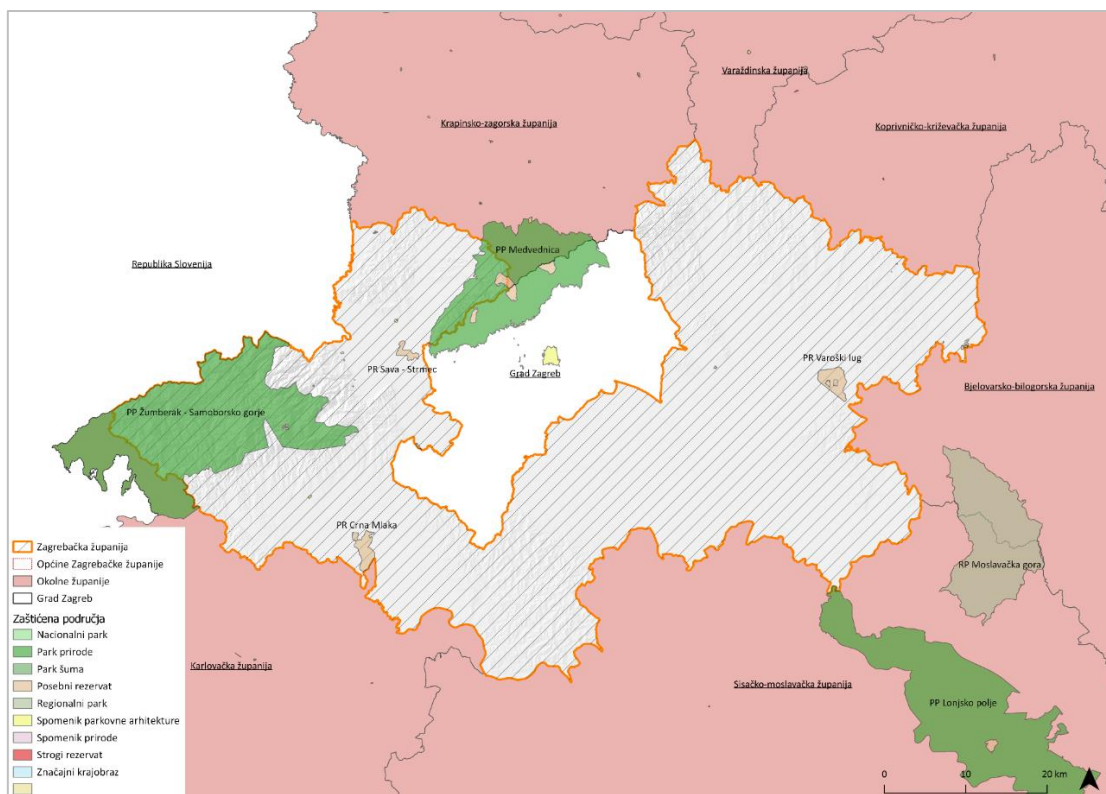 Varaždinska županija
Krapinsko-zagorska županija
Koprivničko-križevačka županija
PP Medvednica
Republika Slovenija
PR Sava - Strmec
Grad Zagreb
PR Varoški lug
Bjelovarsko-bilogorska županija
PP Žumberak - Samoborsko gorje
PR Crna Mlaka
RP Moslavačka gora
Karlovačka županija
Sisačko-moslavačka županija
PP Lonjsko polje
Zagrebačka županija
Općine Zagrebačke županije
Okolne županije
Grad Zagreb
Zaštićena područja
Nacionalni park
Park prirode
Park šuma
Posebni rezervat
Regionalni park
Spomenik parkovne arhitekture
Spomenik prirode
Strogi rezervat
Značajni krajobraz
0 10 20 km